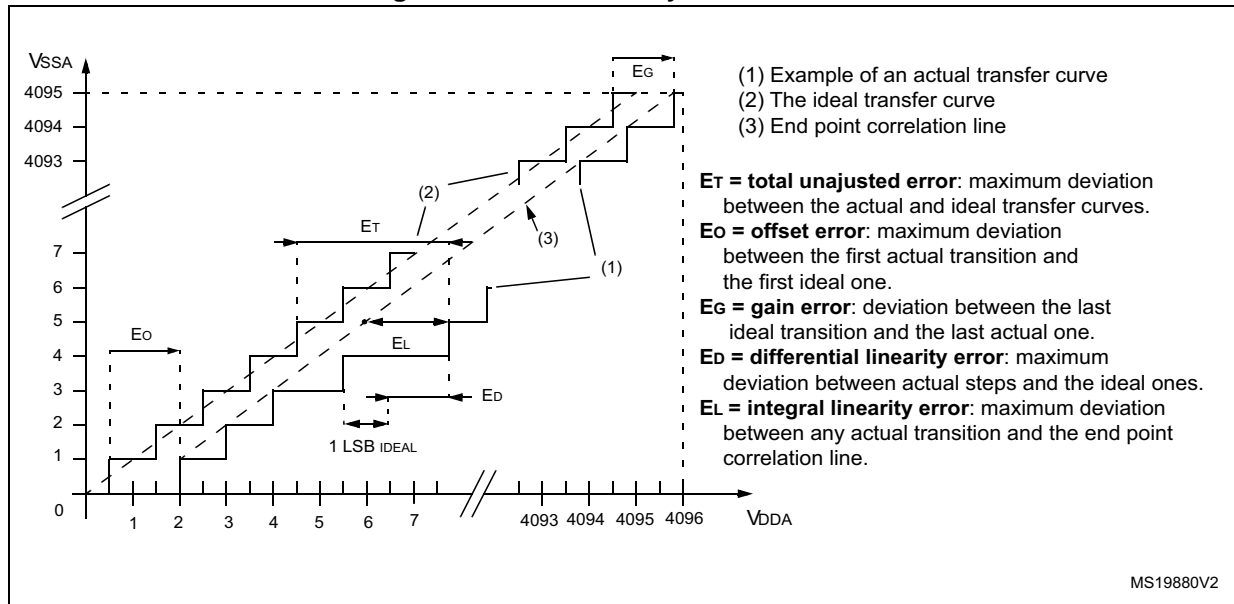 VSSA
EG
(1) Example of an actual transfer curve
(2) The ideal transfer curve
(3) End point correlation line
4095
4094
4093
(2)
ET = total unajusted error: maximum deviation
between the actual and ideal transfer curves.
EO = offset error: maximum deviation
between the first actual transition and
the first ideal one.
EG = gain error: deviation between the last
ideal transition and the last actual one.
ED = differential linearity error: maximum
deviation between actual steps and the ideal ones.
EL = integral linearity error: maximum deviation
between any actual transition and the end point
correlation line.
ET
(3)
(1)
7
6
5
4
3
2
1
0
EO
EL
ED
1 LSB IDEAL
1 2 3 4 5 6 7 4093 4094 4095 4096
VDDA
MS19880V2